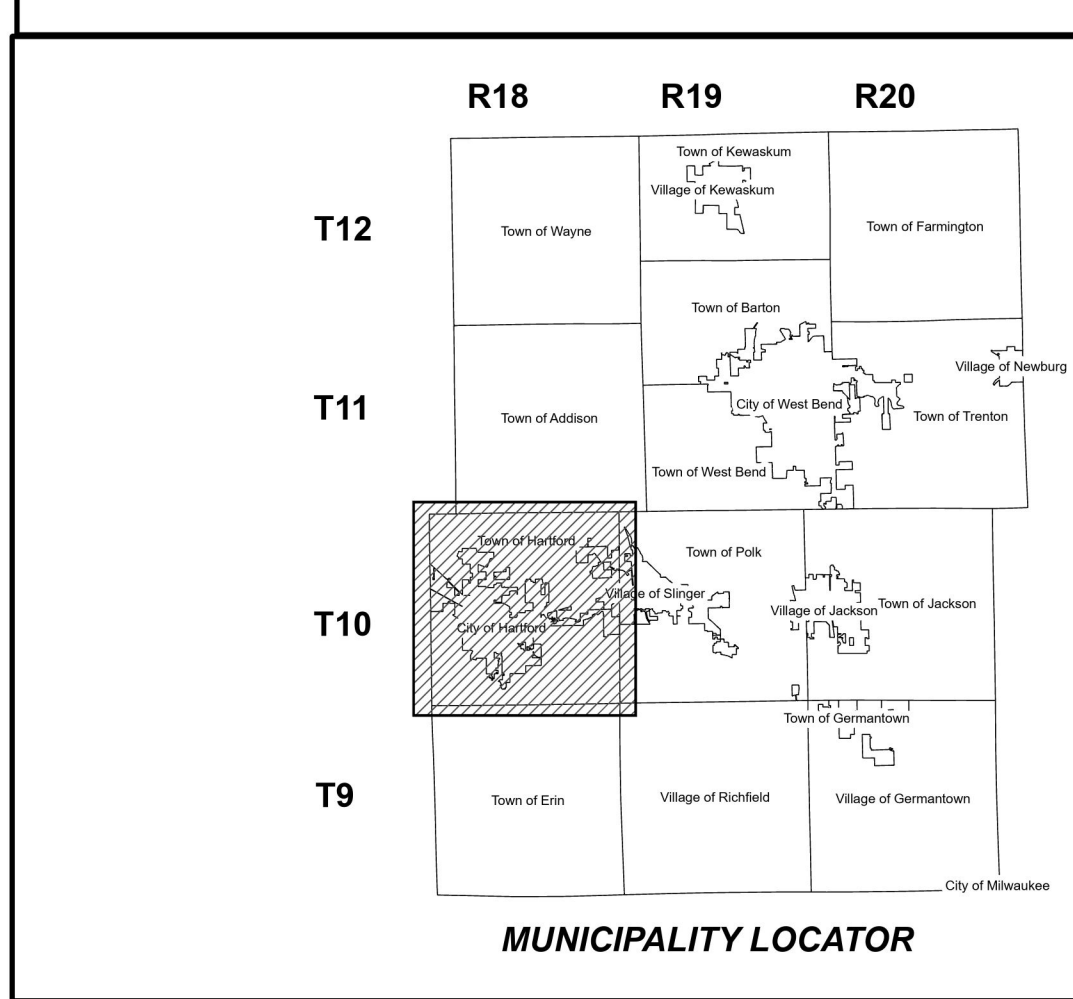 R18 R19 R20
Town of Kewaskum
Village of Kewaskum
T12
Town of Wayne
Town of Farmington
Town of Barton
Village of Newburg
T11
City of West Bend
Town of Addison
Town of Trenton
Town of West Bend
Town of Hartford
Town of Polk
Village of Slinger
T10
Village of Jackson
Town of Jackson
City of Hartford
Town of Germantown
T9
Town of Erin
Village of Richfield
Village of Germantown
City of Milwaukee
MUNICIPALITY LOCATOR